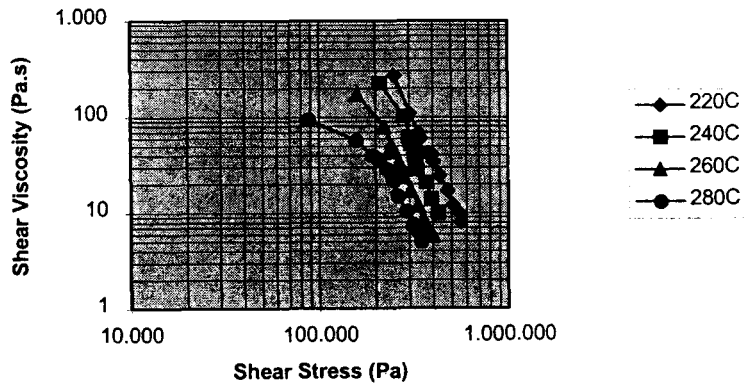 1.000
100
10
1
Shear Viscosity (Pa.s)
10.000
100.000
1.000.000
Shear Stress (Pa)
220C
240C
260C
280C